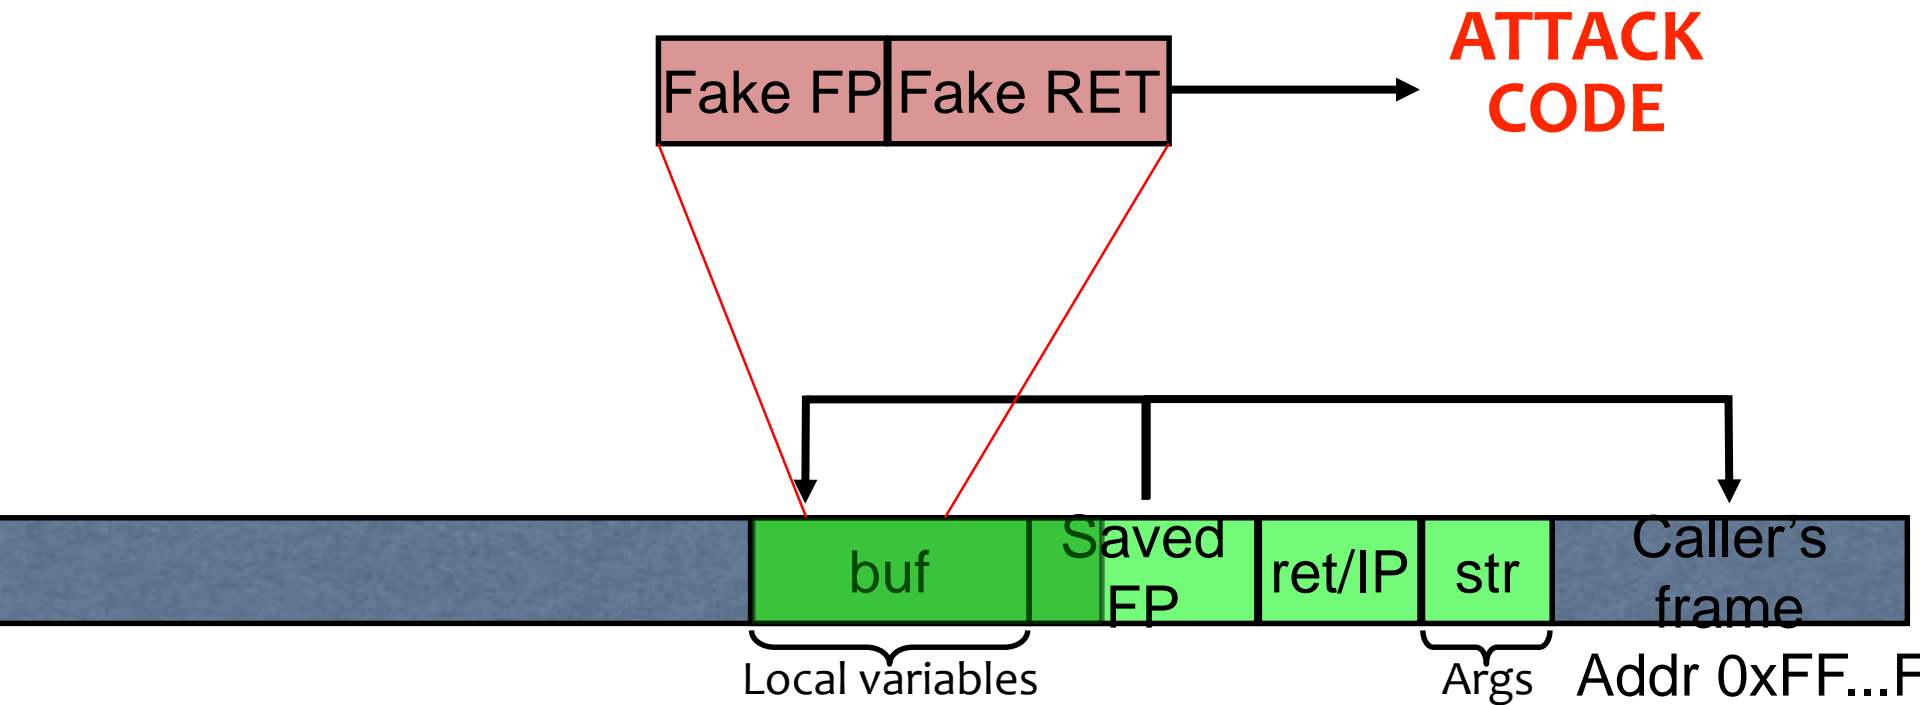 ATTACK
CODE
Fake FP Fake RET
buf
Saved
FP
ret/IP
str
Caller's
frame
Local variables
Args
Addr 0xFF...F